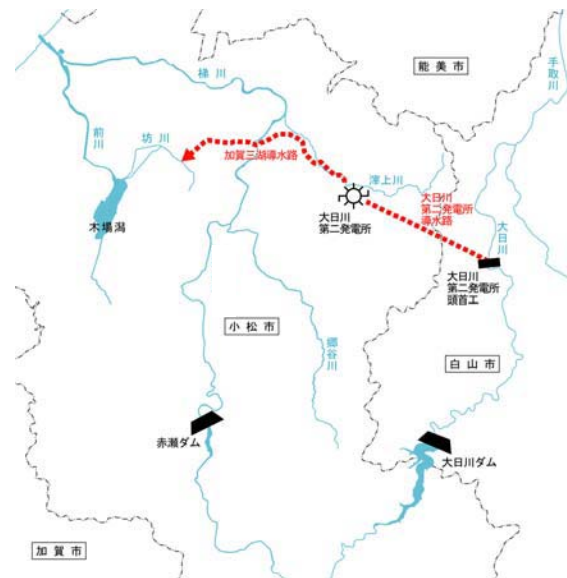 手取川
能美市
梯川
坊川
前川
加賀三湖導水路
滓上川
大日川
第二発電所
導水路
大日川
大日川
第二発電所
木場潟
大日川
第二発電所
頭首工
小松市
郷谷川
白山市
赤瀬ダム
大日川ダム
加賀市